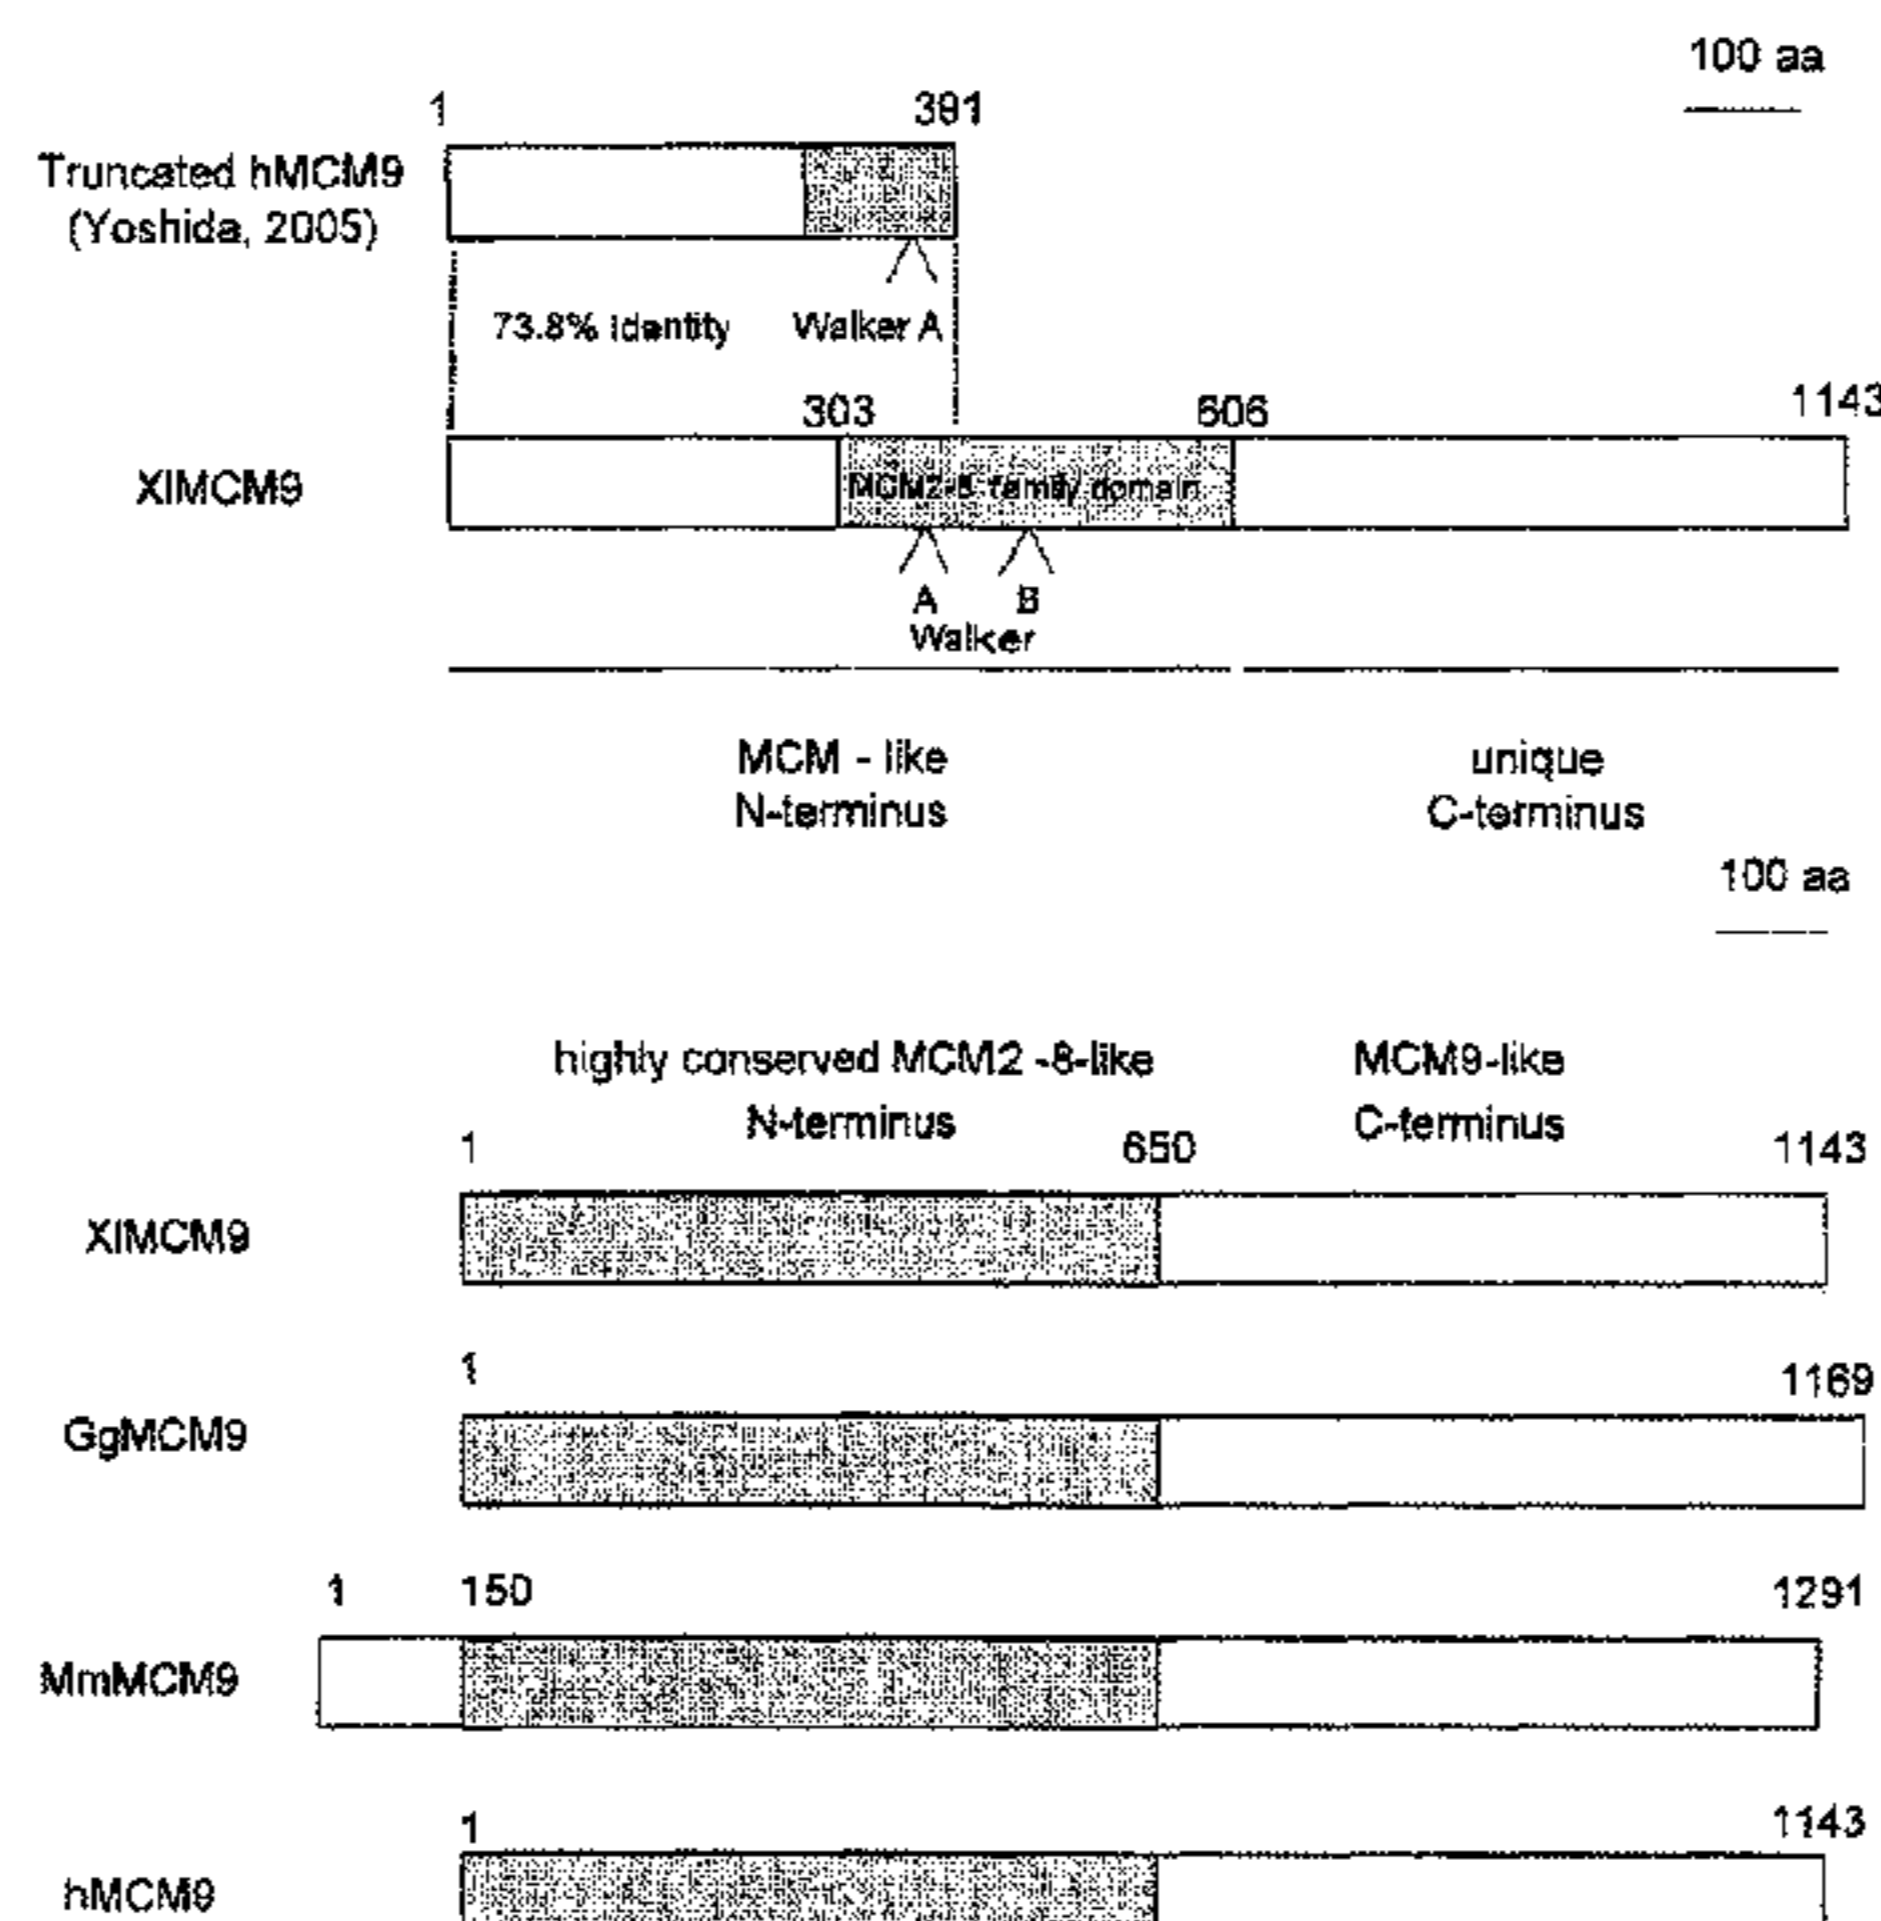 100 aa
1 391
Truncated hMCM9
(Yoshida, 2005)
73.8% identity Walker A
303 606 1143
XlMCM9 MCM2-8 family domain
A B
Walker
MCM - like unique
N-terminus C-terminus
100 aa
highly conserved MCM2 -8-like MCM9-like
N-terminus C-terminus
1 650 1143
XlMCM9
1 1169
GgMCM9
1 150 1291
MmMCM9
1 1143
hMCM9